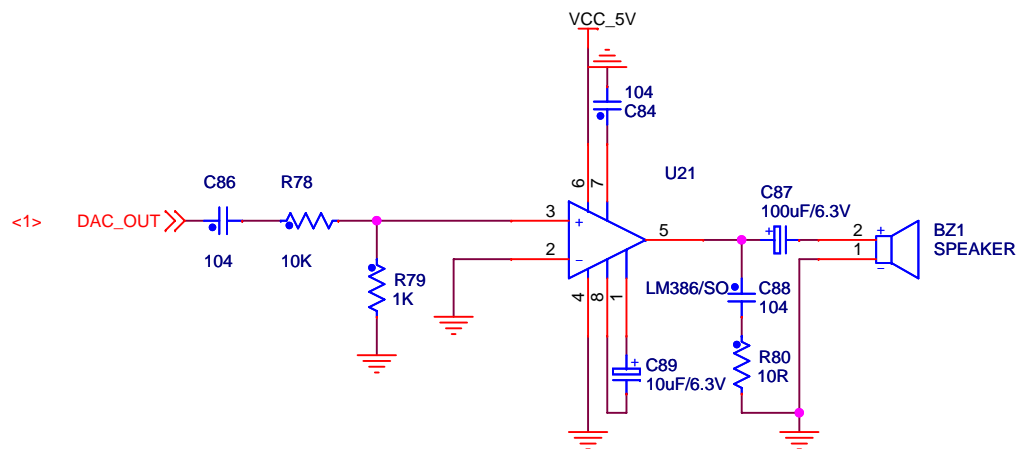 VCC_5V
104
C84
6
7
U21
C86
R78
C87
100uF/6.3V
<1>
DAC_OUT
3
+
5
+
2
+
BZ1
SPEAKER
104
10K
2
−
1
−
R79
1K
4
8
1
LM386/SO
C88
104
+
C89
10uF/6.3V
R80
10R